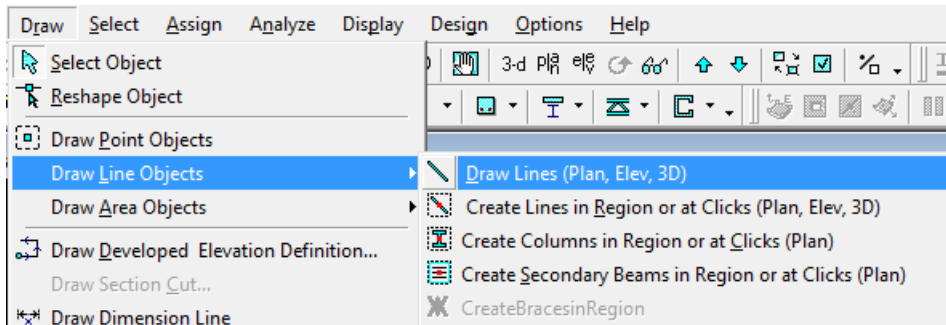 Draw Select Assign Analyze Display Design Options Help
Select Object
3-d
Reshape Object
Draw Point Objects
Draw Line Objects
Draw Lines (Plan, Elev, 3D)
Draw Area Objects
Create Lines in Region or at Clicks (Plan, Elev, 3D)
Draw Developed Elevation Definition...
Create Columns in Region or at Clicks (Plan)
Draw Section Cut...
Create Secondary Beams in Region or at Clicks (Plan)
Draw Dimension Line
CreateBracesinRegion